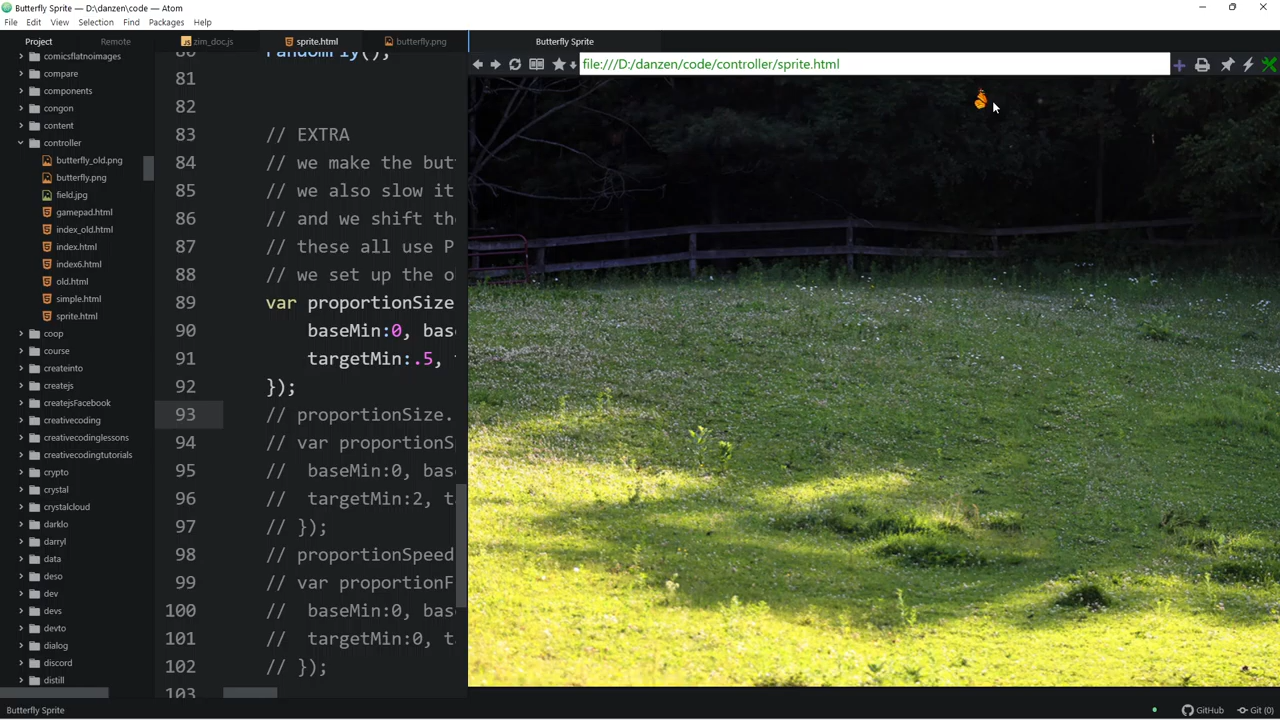 Butterfly Sprite — D:\danzen\code — Atom
File Edit View Selection Find Packages Help
Project Remote
zim_doc.js sprite.html butterfly.png
Butterfly Sprite
file:///D:/danzen/code/controller/sprite.html
comicsflatnoimages
compare
components
congon
content
controller
butterfly_old.png
butterfly.png
field.jpg
gamepad.html
index_old.html
index.html
index6.html
old.html
simple.html
sprite.html
coop
course
createinto
createjs
createjsFacebook
creativecoding
creativecodinglessons
creativecodingtutorials
crypto
crystal
crystalcloud
darklo
darryl
data
deso
dev
devs
devto
dialog
discord
distill
81
82
83 // EXTRA
84 // we make the but
85 // we also slow it
86 // and we shift the
87 // these all use P
88 // we set up the o
89 var proportionSize
90 baseMin:0, bas
91 targetMin:.5,
92 });
93 // proportionSize.
94 // var proportionS
95 // baseMin:0, bas
96 // targetMin:2, ta
97 // });
98 // proportionSpeed
99 // var proportionF
100 // baseMin:0, bas
101 // targetMin:0, t
102 // });
103
Butterfly Sprite
GitHub Git (0)